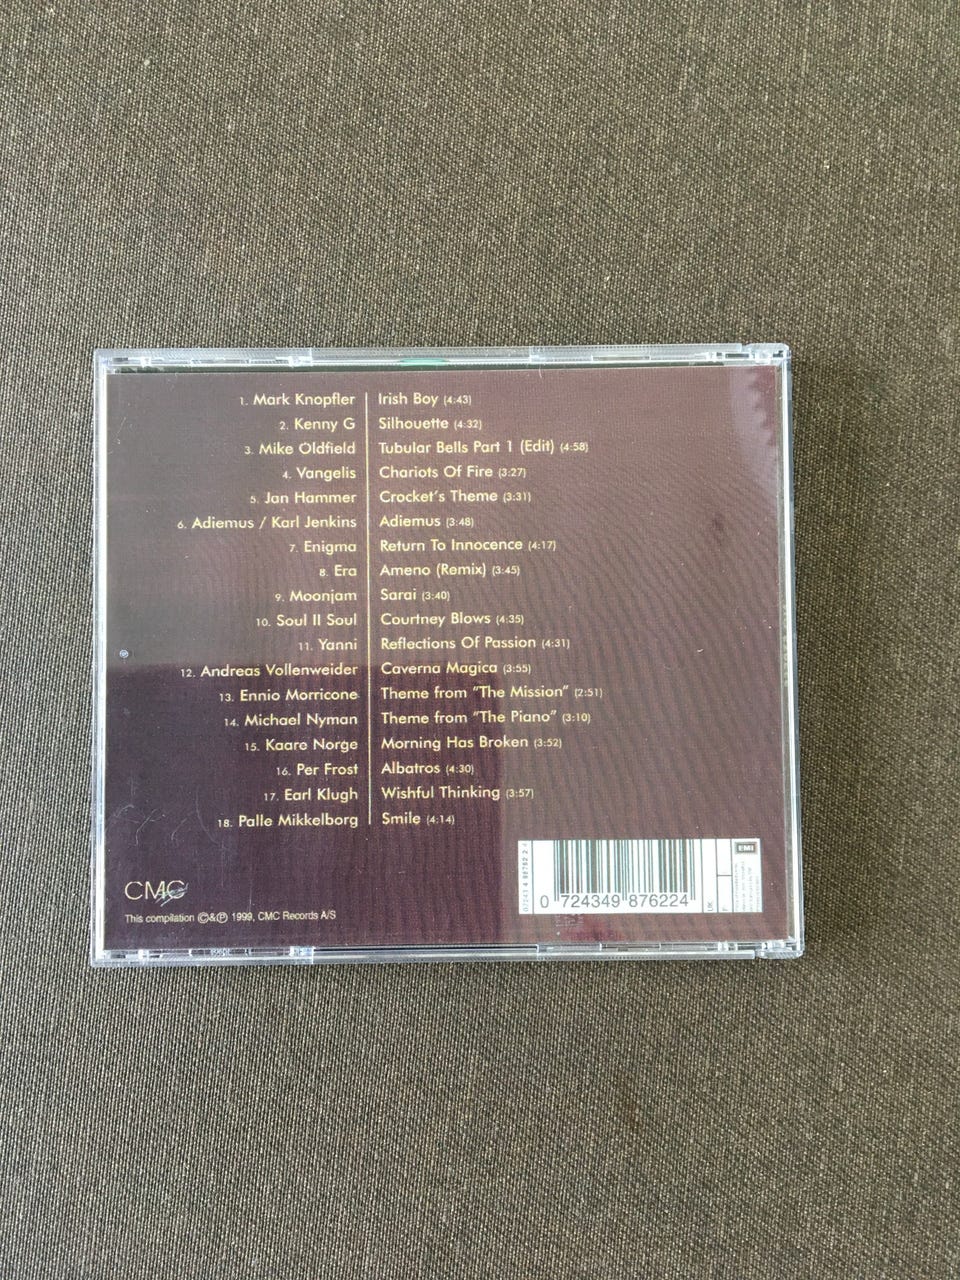 1. Mark Knopfler Irish Boy (4:43)
2. Kenny G Silhouette (4:32)
3. Mike Oldfield Tubular Bells Part 1 (Edit) (4:58)
4. Vangelis Chariots Of Fire (3:27)
5. Jan Hammer Crocket's Theme (3:31)
6. Adiemus / Karl Jenkins Adiemus (3:48)
7. Enigma Return To Innocence (4:17)
8. Era Ameno (Remix) (3:45)
9. Moonjam Sarai (3:40)
10. Soul II Soul Courtney Blows (4:35)
11. Yanni Reflections Of Passion (4:31)
12. Andreas Vollenweider Caverna Magica (3:55)
13. Ennio Morricone Theme from "The Mission" (2:51)
14. Michael Nyman Theme from "The Piano" (3:10)
15. Kaare Norge Morning Has Broken (3:52)
16. Per Frost Albatros (4:30)
17. Earl Klugh Wishful Thinking (3:57)
18. Palle Mikkelborg Smile (4:14)
CMC
This compilation ©&℗ 1999, CMC Records A/S
0 724349 876224
EMI